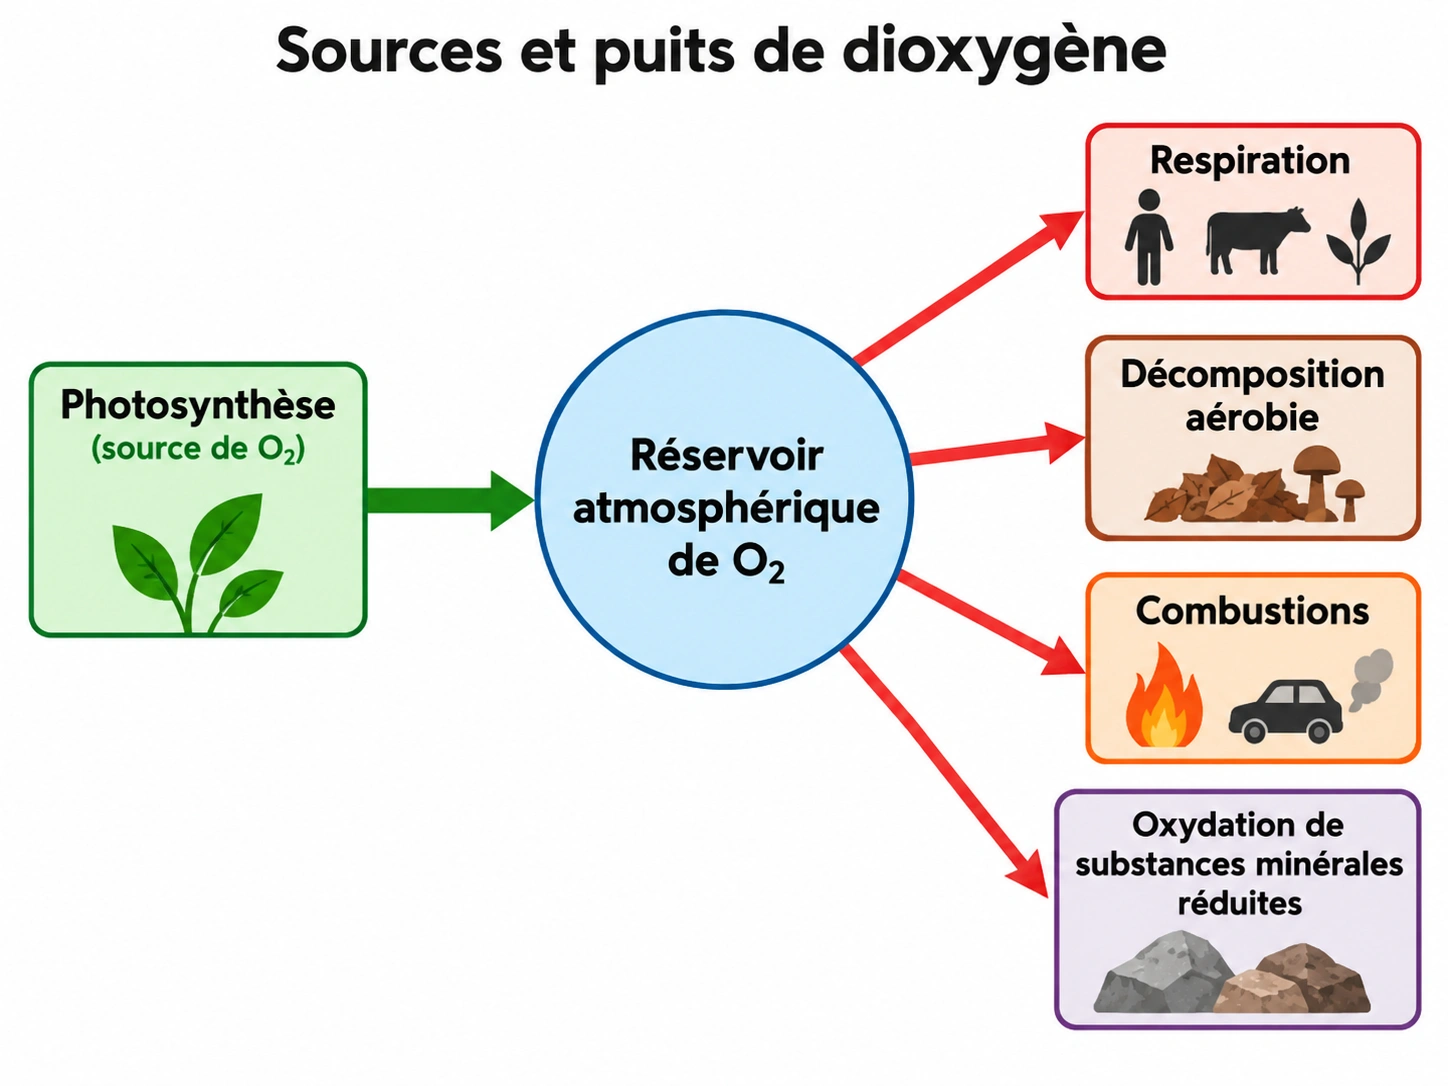 Sources et puits de dioxygène
Photosynthèse
(source de O₂)
Réservoir
atmosphérique
de O₂
Respiration
Décomposition
aérobie
Combustions
Oxydation de
substances minérales
réduites